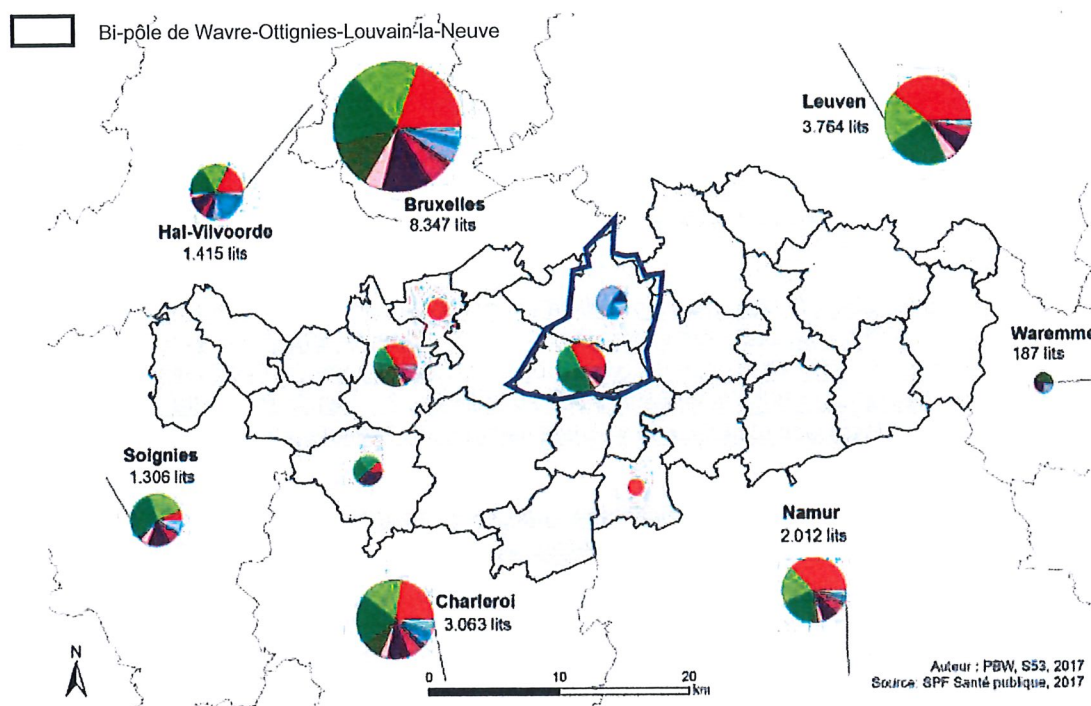 Bi-pôle de Wavre-Ottignies-Louvain-la-Neuve
Leuven
3.764 lits
Bruxelles
8.347 lits
Hal-Vilvoorde
1.415 lits
Waremme
187 lits
Soignies
1.306 lits
Namur
2.012 lits
Charleroi
3.063 lits
N
0 10 20
km
Auteur : PBW, S53, 2017
Source: SPF Santé publique, 2017